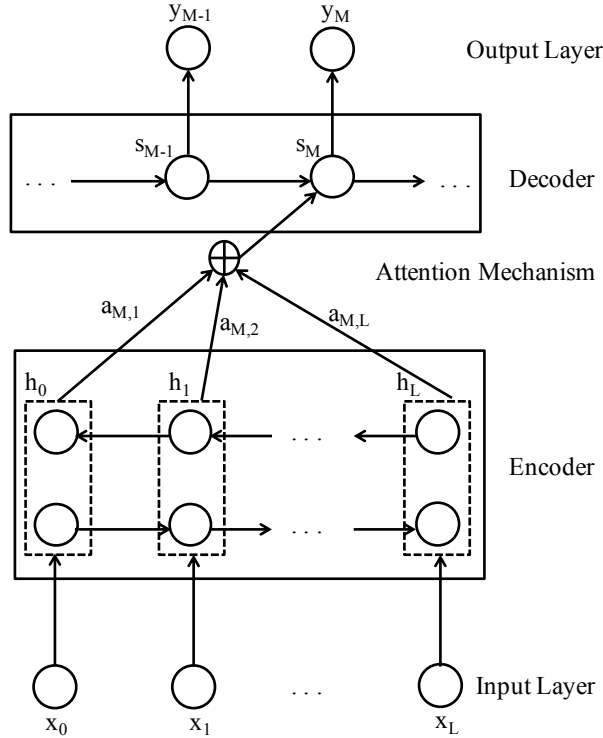 y_{M-1} y_M
Output Layer
s_{M-1} s_M
. . . . . . Decoder
Attention Mechanism
a_{M,1} a_{M,2} a_{M,L}
h_0 h_1 h_L
. . .
Encoder
. . .
. . . Input Layer
x_0 x_1 x_L